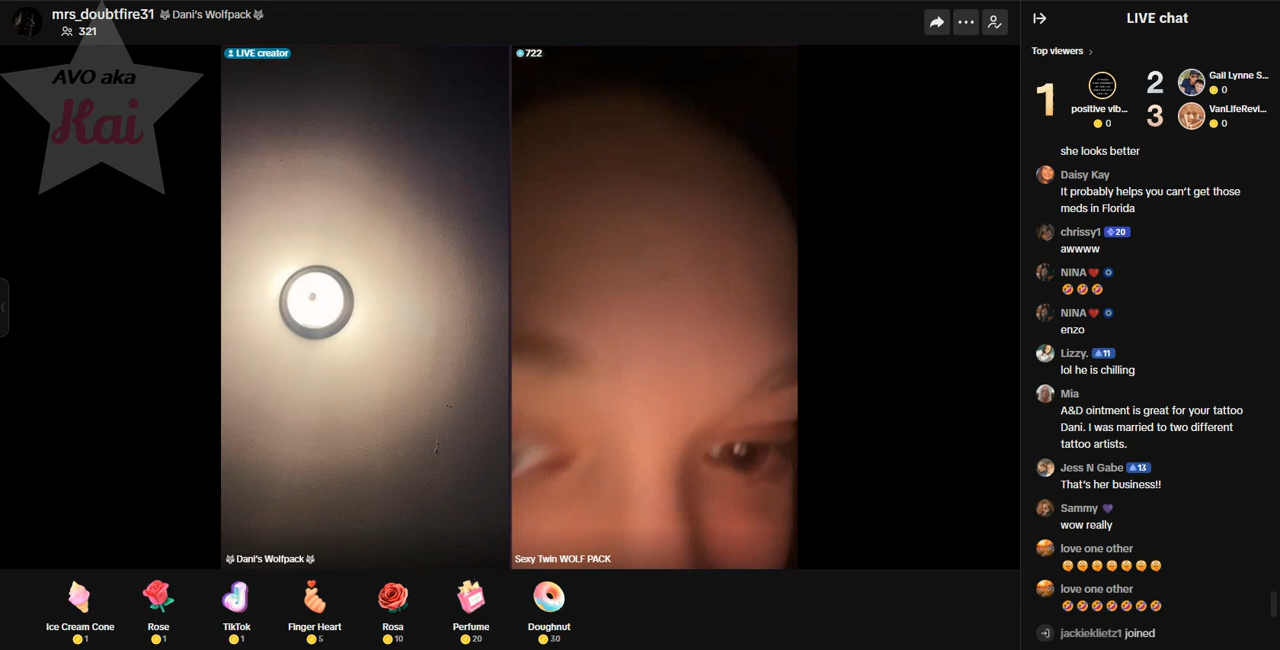 mrs_doubtfire31 🐺 Dani's Wolfpack 🐺
321
AVO aka
Kai
LIVE creator
722
🐺 Dani's Wolfpack 🐺
Sexy Twin WOLF PACK
Ice Cream Cone
1
Rose
1
TikTok
1
Finger Heart
5
Rosa
10
Perfume
20
Doughnut
30
LIVE chat
Top viewers
1
positive vib...
0
2
Gail Lynne S...
0
3
VanLifeRevi...
0
she looks better
Daisy Kay
It probably helps you can't get those
meds in Florida
chrissy1 20
awwww
NINA❤️
🤣🤣🤣
NINA❤️
enzo
Lizzy. 11
lol he is chilling
Mia
A&D ointment is great for your tattoo
Dani. I was married to two different
tattoo artists.
Jess N Gabe 13
That's her business!!
Sammy 💜
wow really
love one other
love one other
🤣🤣🤣🤣🤣🤣🤣
jackieklietz1 joined